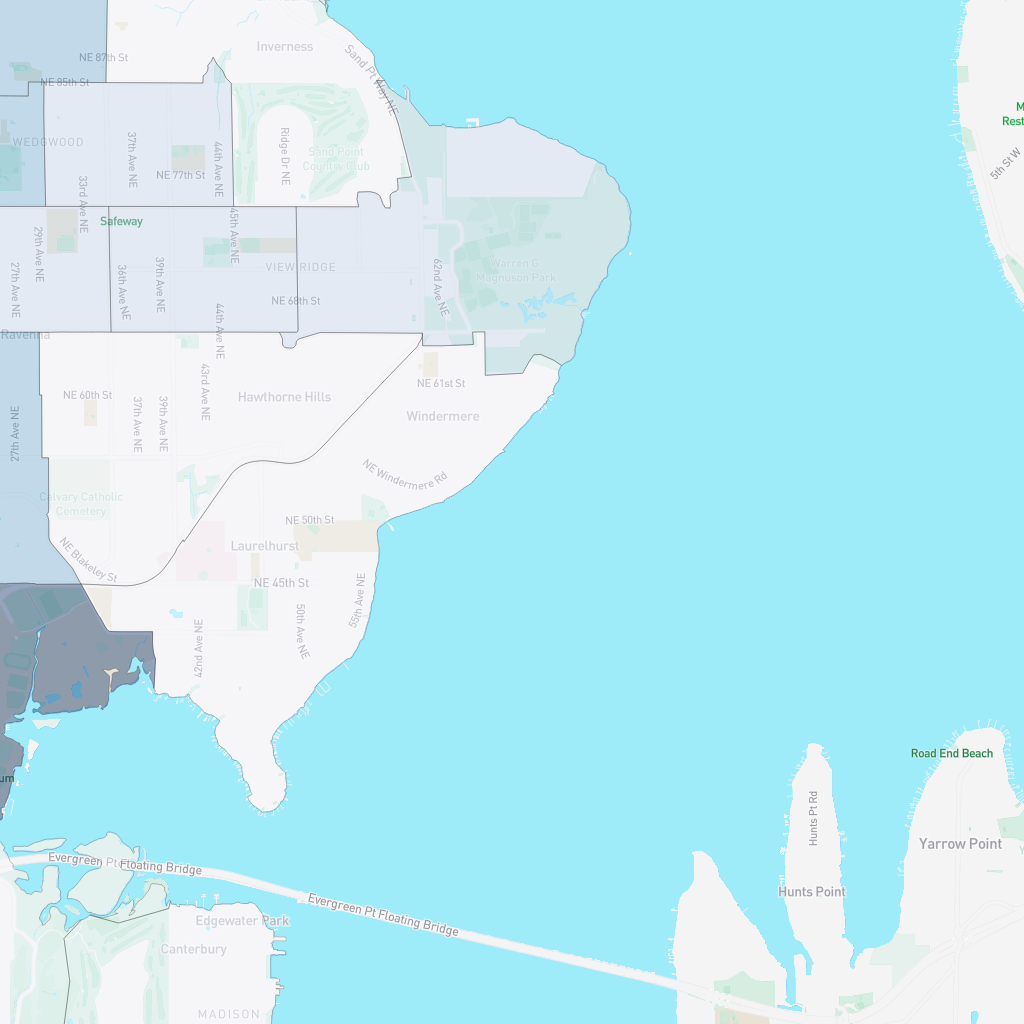 Inverness
Sand Pt Way NE
NE 87th St
NE 85th St
WEDGWOOD
37th Ave NE
44th Ave NE
Ridge Dr NE
Sand Point
Country Club
NE 77th St
33rd Ave NE
Safeway
45th Ave NE
29th Ave NE
27th Ave NE
36th Ave NE
39th Ave NE
VIEW RIDGE
62nd Ave NE
Warren G
Magnuson Park
NE 68th St
44th Ave NE
Ravenna
5th St W
Rest
43rd Ave NE
NE 61st St
NE 60th St
Hawthorne Hills
37th Ave NE
39th Ave NE
Windermere
27th Ave NE
NE Windermere Rd
Calvary Catholic
Cemetery
NE 50th St
Laurelhurst
NE Blakeley St
NE 45th St
55th Ave NE
50th Ave NE
42nd Ave NE
um
Road End Beach
Hunts Pt Rd
Yarrow Point
Hunts Point
Evergreen Pt Floating Bridge
Evergreen Pt Floating Bridge
Edgewater Park
Canterbury
MADISON